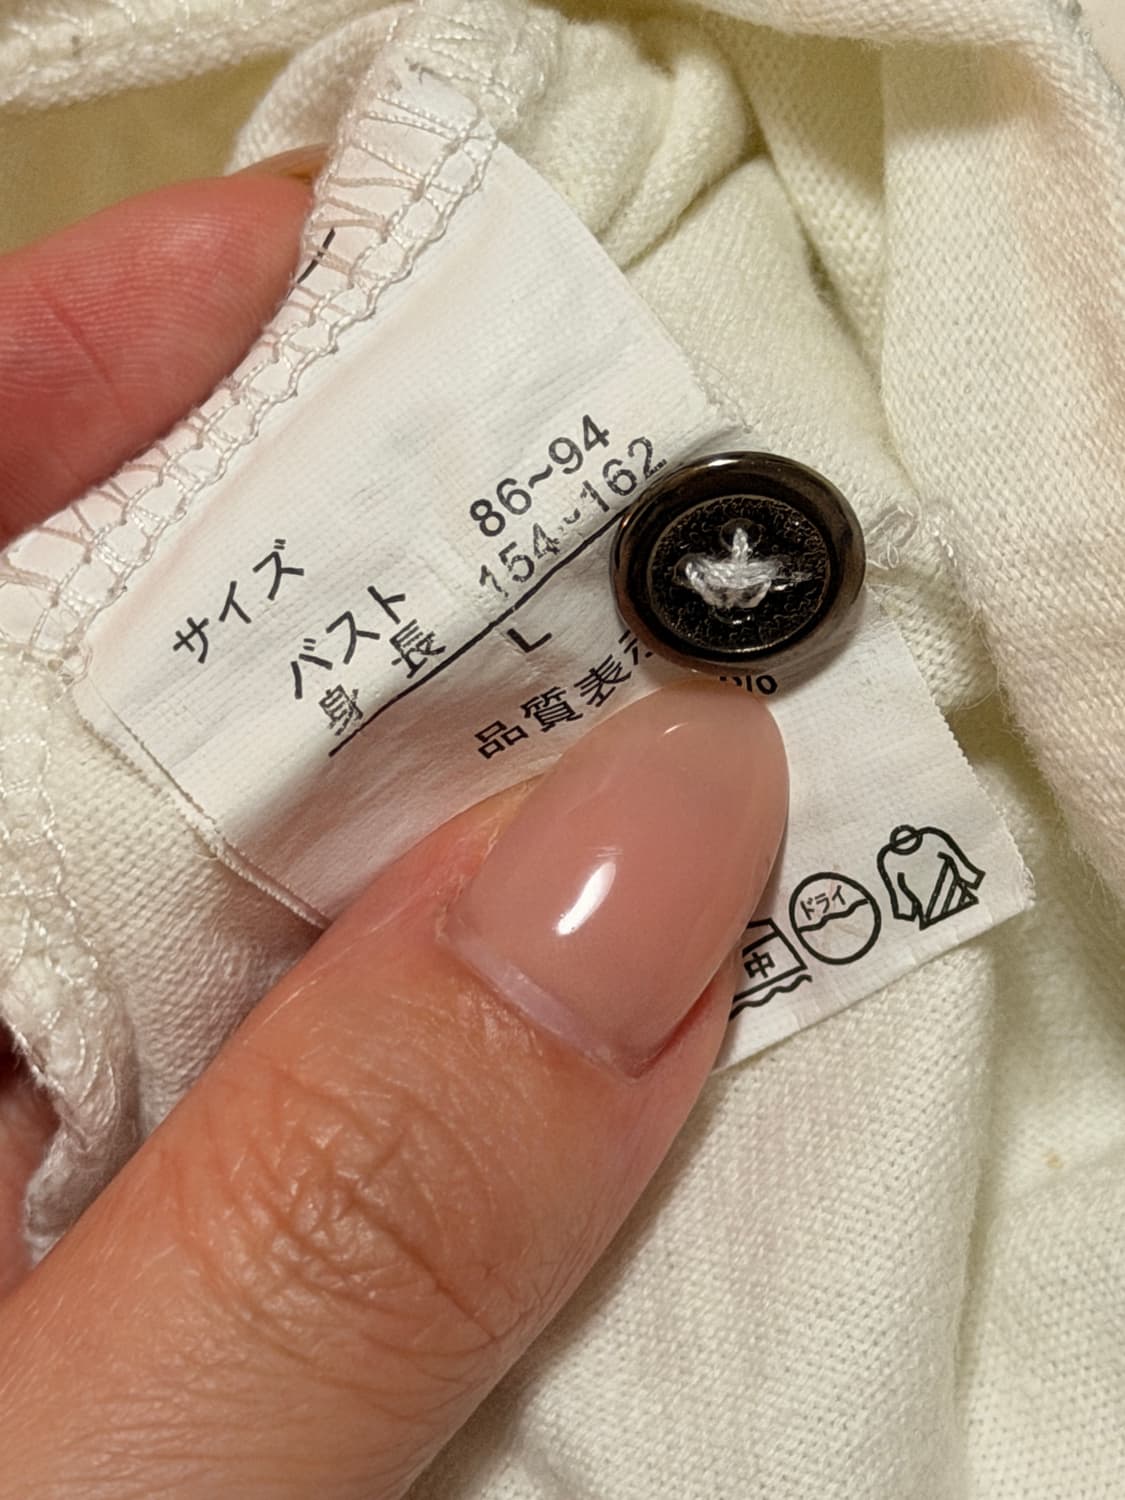 サイズ
バスト 86~94
身長 154~162
L
品質表
中
ドライ